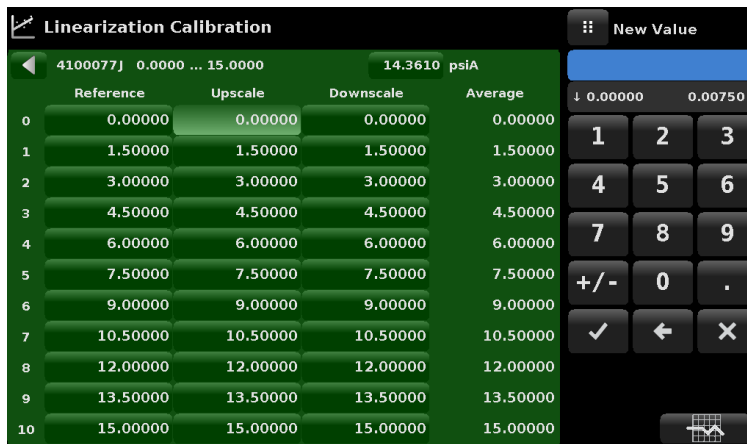 Linearization Calibration
4100077J 0.0000 ... 15.0000 14.3610 psiA
Reference Upscale Downscale Average
0 0.00000 0.00000 0.00000 0.00000
1 1.50000 1.50000 1.50000 1.50000
2 3.00000 3.00000 3.00000 3.00000
3 4.50000 4.50000 4.50000 4.50000
4 6.00000 6.00000 6.00000 6.00000
5 7.50000 7.50000 7.50000 7.50000
6 9.00000 9.00000 9.00000 9.00000
7 10.50000 10.50000 10.50000 10.50000
8 12.00000 12.00000 12.00000 12.00000
9 13.50000 13.50000 13.50000 13.50000
10 15.00000 15.00000 15.00000 15.00000
New Value
↓ 0.00000 0.00750
1 2 3
4 5 6
7 8 9
+/- 0 .